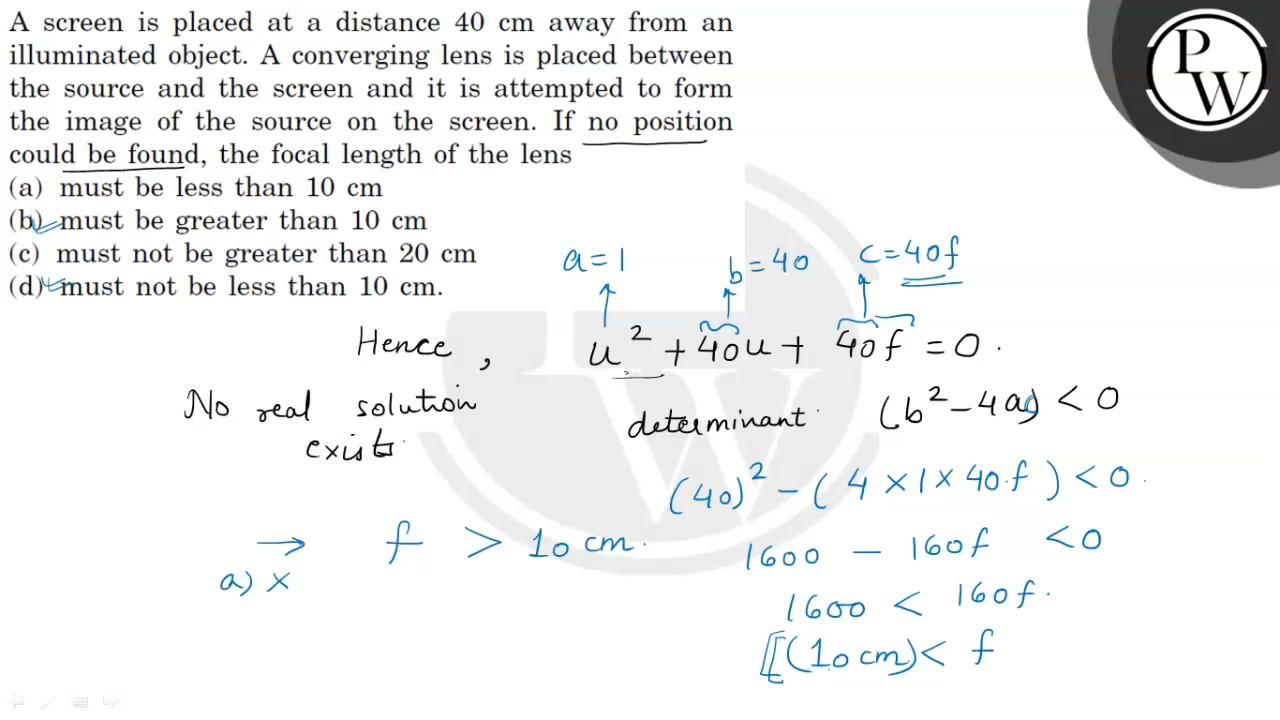 A screen is placed at a distance 40 cm away from an
illuminated object. A converging lens is placed between
the source and the screen and it is attempted to form
the image of the source on the screen. If no position
could be found, the focal length of the lens
(a) must be less than 10 cm
(b) must be greater than 10 cm
(c) must not be greater than 20 cm
(d) must not be less than 10 cm.
P
W
a = 1
b = 40
c = 40f
Hence, u² + 40u + 40f = 0.
No real solution exists.
determinant (b² - 4ac) < 0
(40)² - (4 × 1 × 40.f) < 0.
→ f > 10 cm.
1600 - 160f < 0
a) ×
1600 < 160f.
[(10 cm) < f